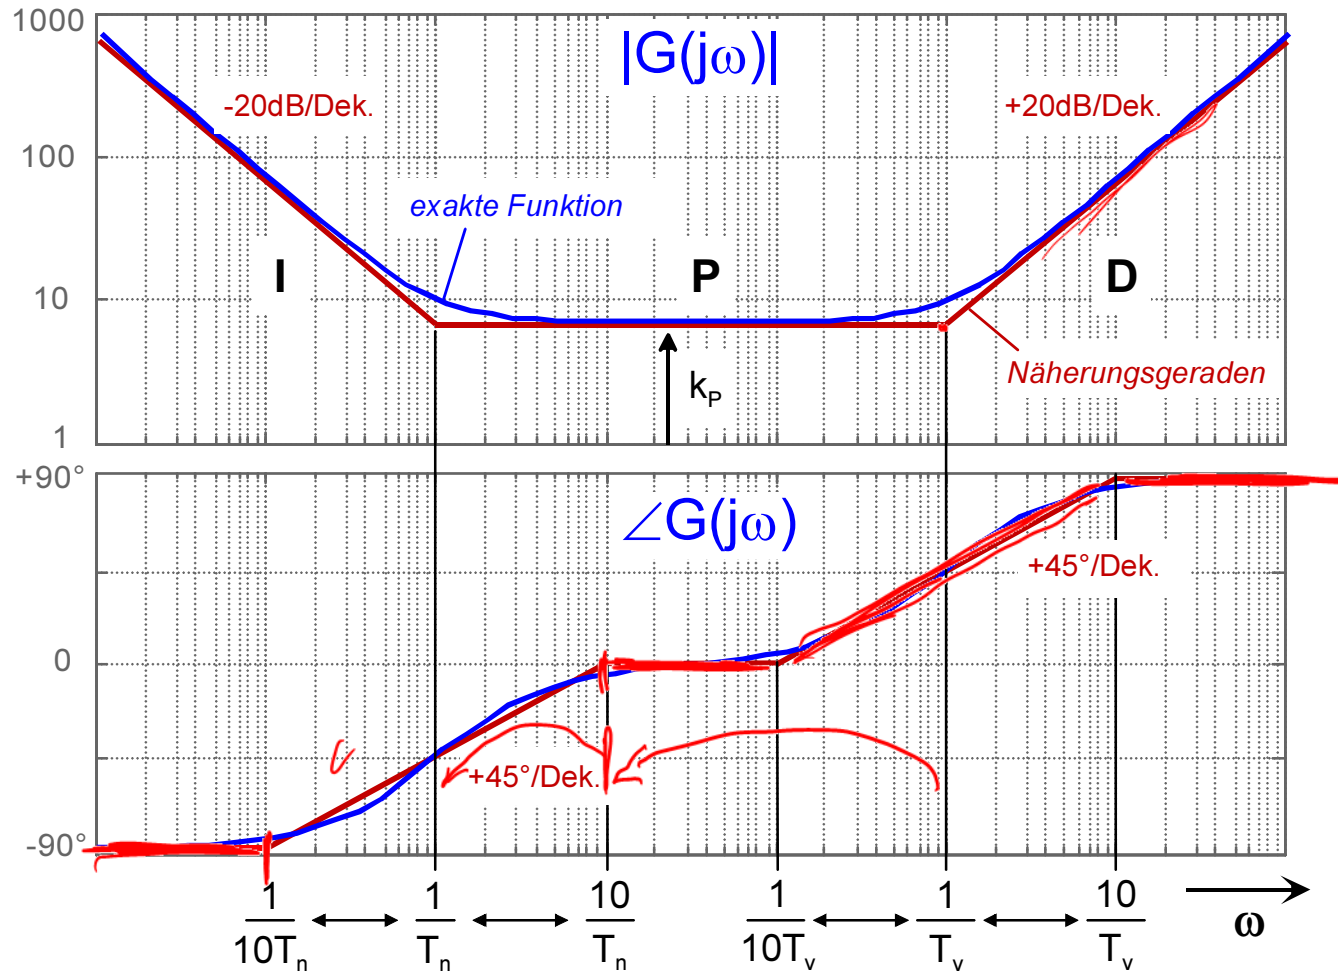 1000
|G(jω)|
-20dB/Dek.
+20dB/Dek.
100
exakte Funktion
I
P
D
10
Näherungsgeraden
k_P
1
+90°
∠G(jω)
+45°/Dek.
0
+45°/Dek.
-90°
1/10T_n
1/T_n
10/T_n
1/10T_v
1/T_v
10/T_v
ω